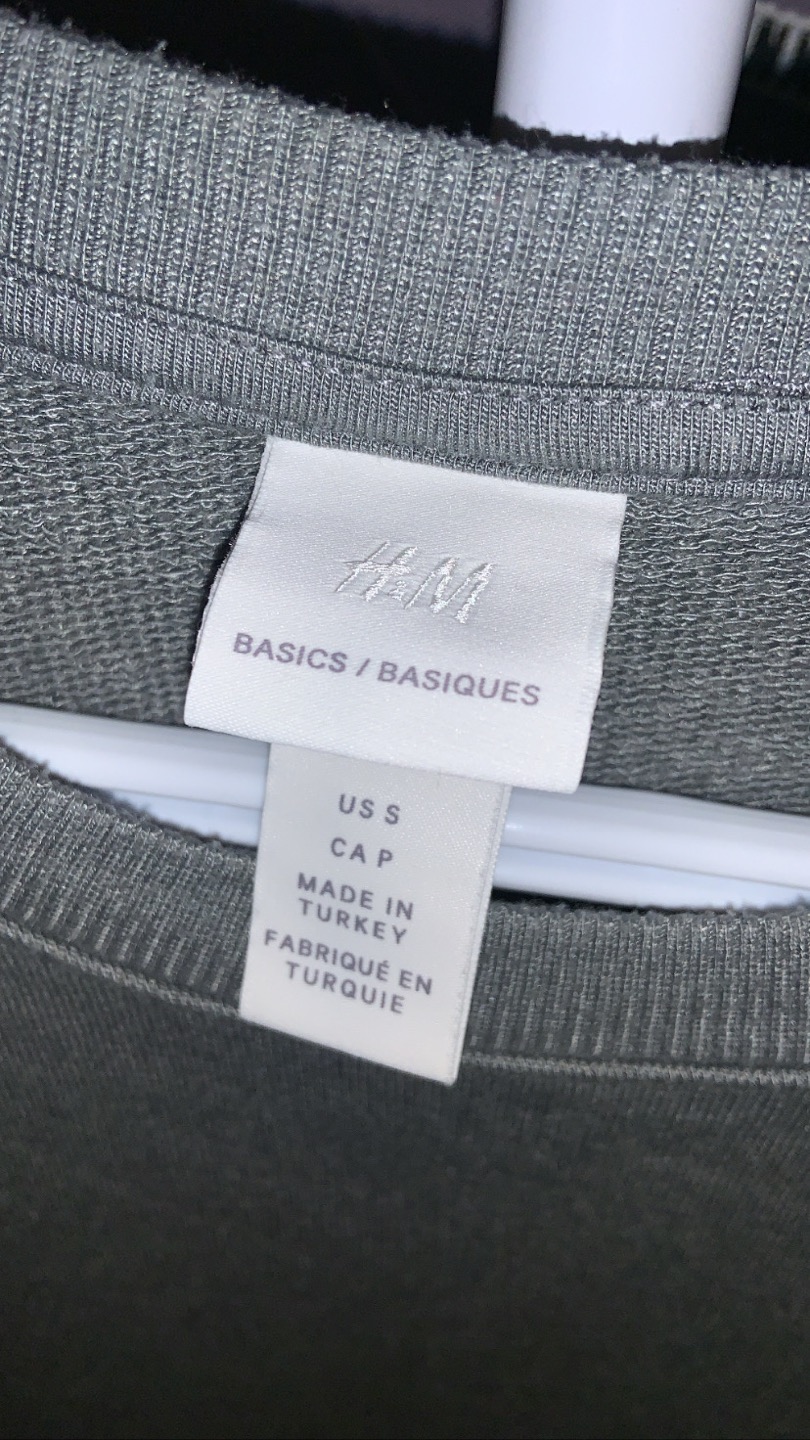 H&M
BASICS / BASIQUES
US S
CA P
MADE IN
TURKEY
FABRIQUÉ EN
TURQUIE